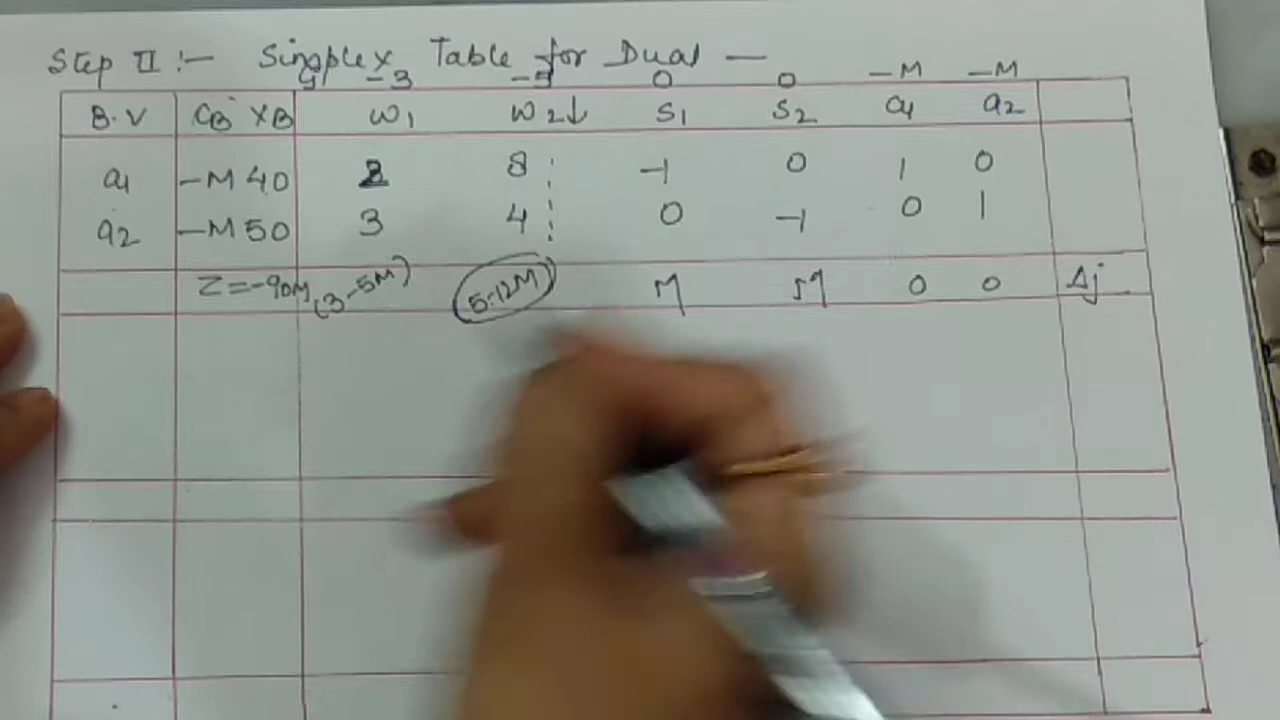 Step II :- Simplex Table for Dual —
Cj -3 -5 0 0 -M -M
B.V CB XB w1 w2↓ s1 s2 a1 a2
a1 -M 40 2 8 -1 0 1 0
a2 -M 50 3 4 0 -1 0 1
Z=-90M (3-5M) 5-12M M M 0 0 Δj